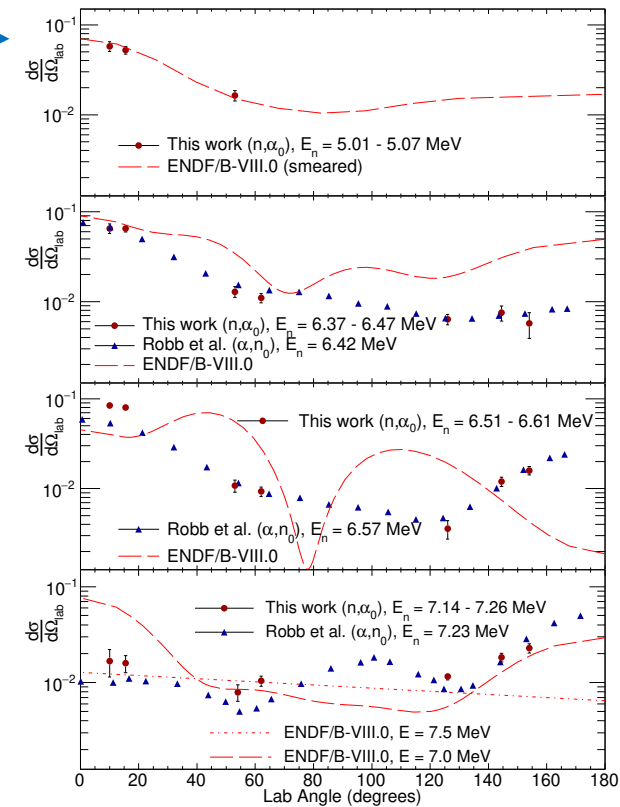 10⁻¹
dσ
dΩ_lab
10⁻²
This work (n,α₀), Eₙ = 5.01 - 5.07 MeV
ENDF/B-VIII.0 (smeared)
10⁻¹
dσ
dΩ_lab
10⁻²
This work (n,α₀), Eₙ = 6.37 - 6.47 MeV
Robb et al. (α,n₀), Eₙ = 6.42 MeV
ENDF/B-VIII.0
10⁻¹
dσ
dΩ_lab
This work (n,α₀), Eₙ = 6.51 - 6.61 MeV
10⁻²
Robb et al. (α,n₀), Eₙ = 6.57 MeV
ENDF/B-VIII.0
10⁻¹
dσ
dΩ_lab
This work (n,α₀), Eₙ = 7.14 - 7.26 MeV
Robb et al. (α,n₀), Eₙ = 7.23 MeV
10⁻²
ENDF/B-VIII.0, E = 7.5 MeV
ENDF/B-VIII.0, E = 7.0 MeV
0 20 40 60 80 100 120 140 160 180
Lab Angle (degrees)